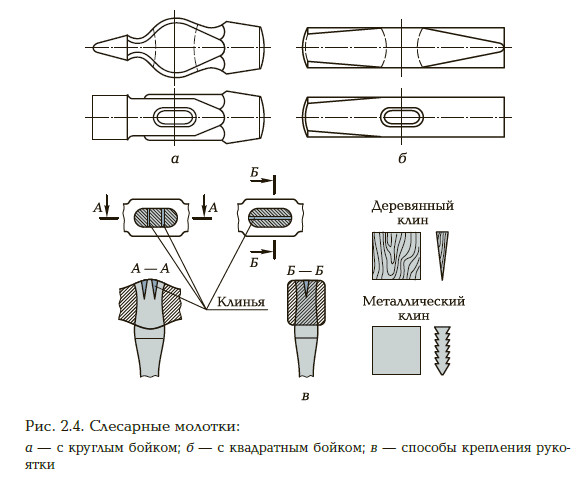 а
б
Б
А
А
Б
А — А
Б — Б
Клинья
Деревянный
клин
Металлический
клин
в
Рис. 2.4. Слесарные молотки:
а — с круглым бойком; б — с квадратным бойком; в — способы крепления руко-
ятки